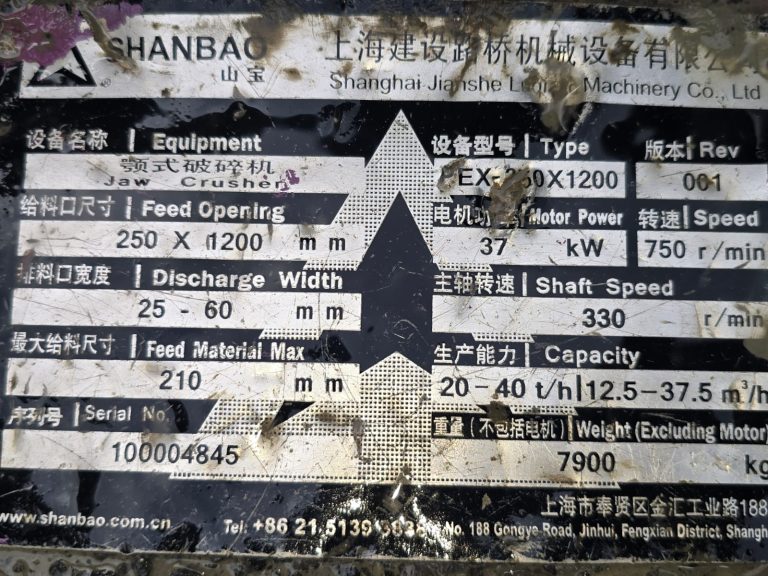 SHANBAO
山宝
上海建设路桥机械设备有限公司
Shanghai Jianshe Machinery Co., Ltd
设备名称 | Equipment
颚式破碎机
Jaw Crusher
设备型号 | Type
1200
版本 | Rev
001
给料口尺寸 | Feed Opening
250 X 1200 mm
Motor Power
37 kW
转速 | Speed
750 r/min
排料口宽度 | Discharge Width
25 - 60 mm
主轴转速 | Shaft Speed
330 r/min
最大给料尺寸 | Feed Material Max
210 mm
生产能力 | Capacity
20-40 t/h | 12.5-37.5 m³/h
序列号 | Serial No.
100004845
重量 (不包括电机) | Weight (Excluding Motor)
7900 kg
www.shanbao.com.cn
Tel: +86 21 5139
上海市奉贤区金汇工业路188
No. 188 Gongye Road, Jinhui, Fengxian District,